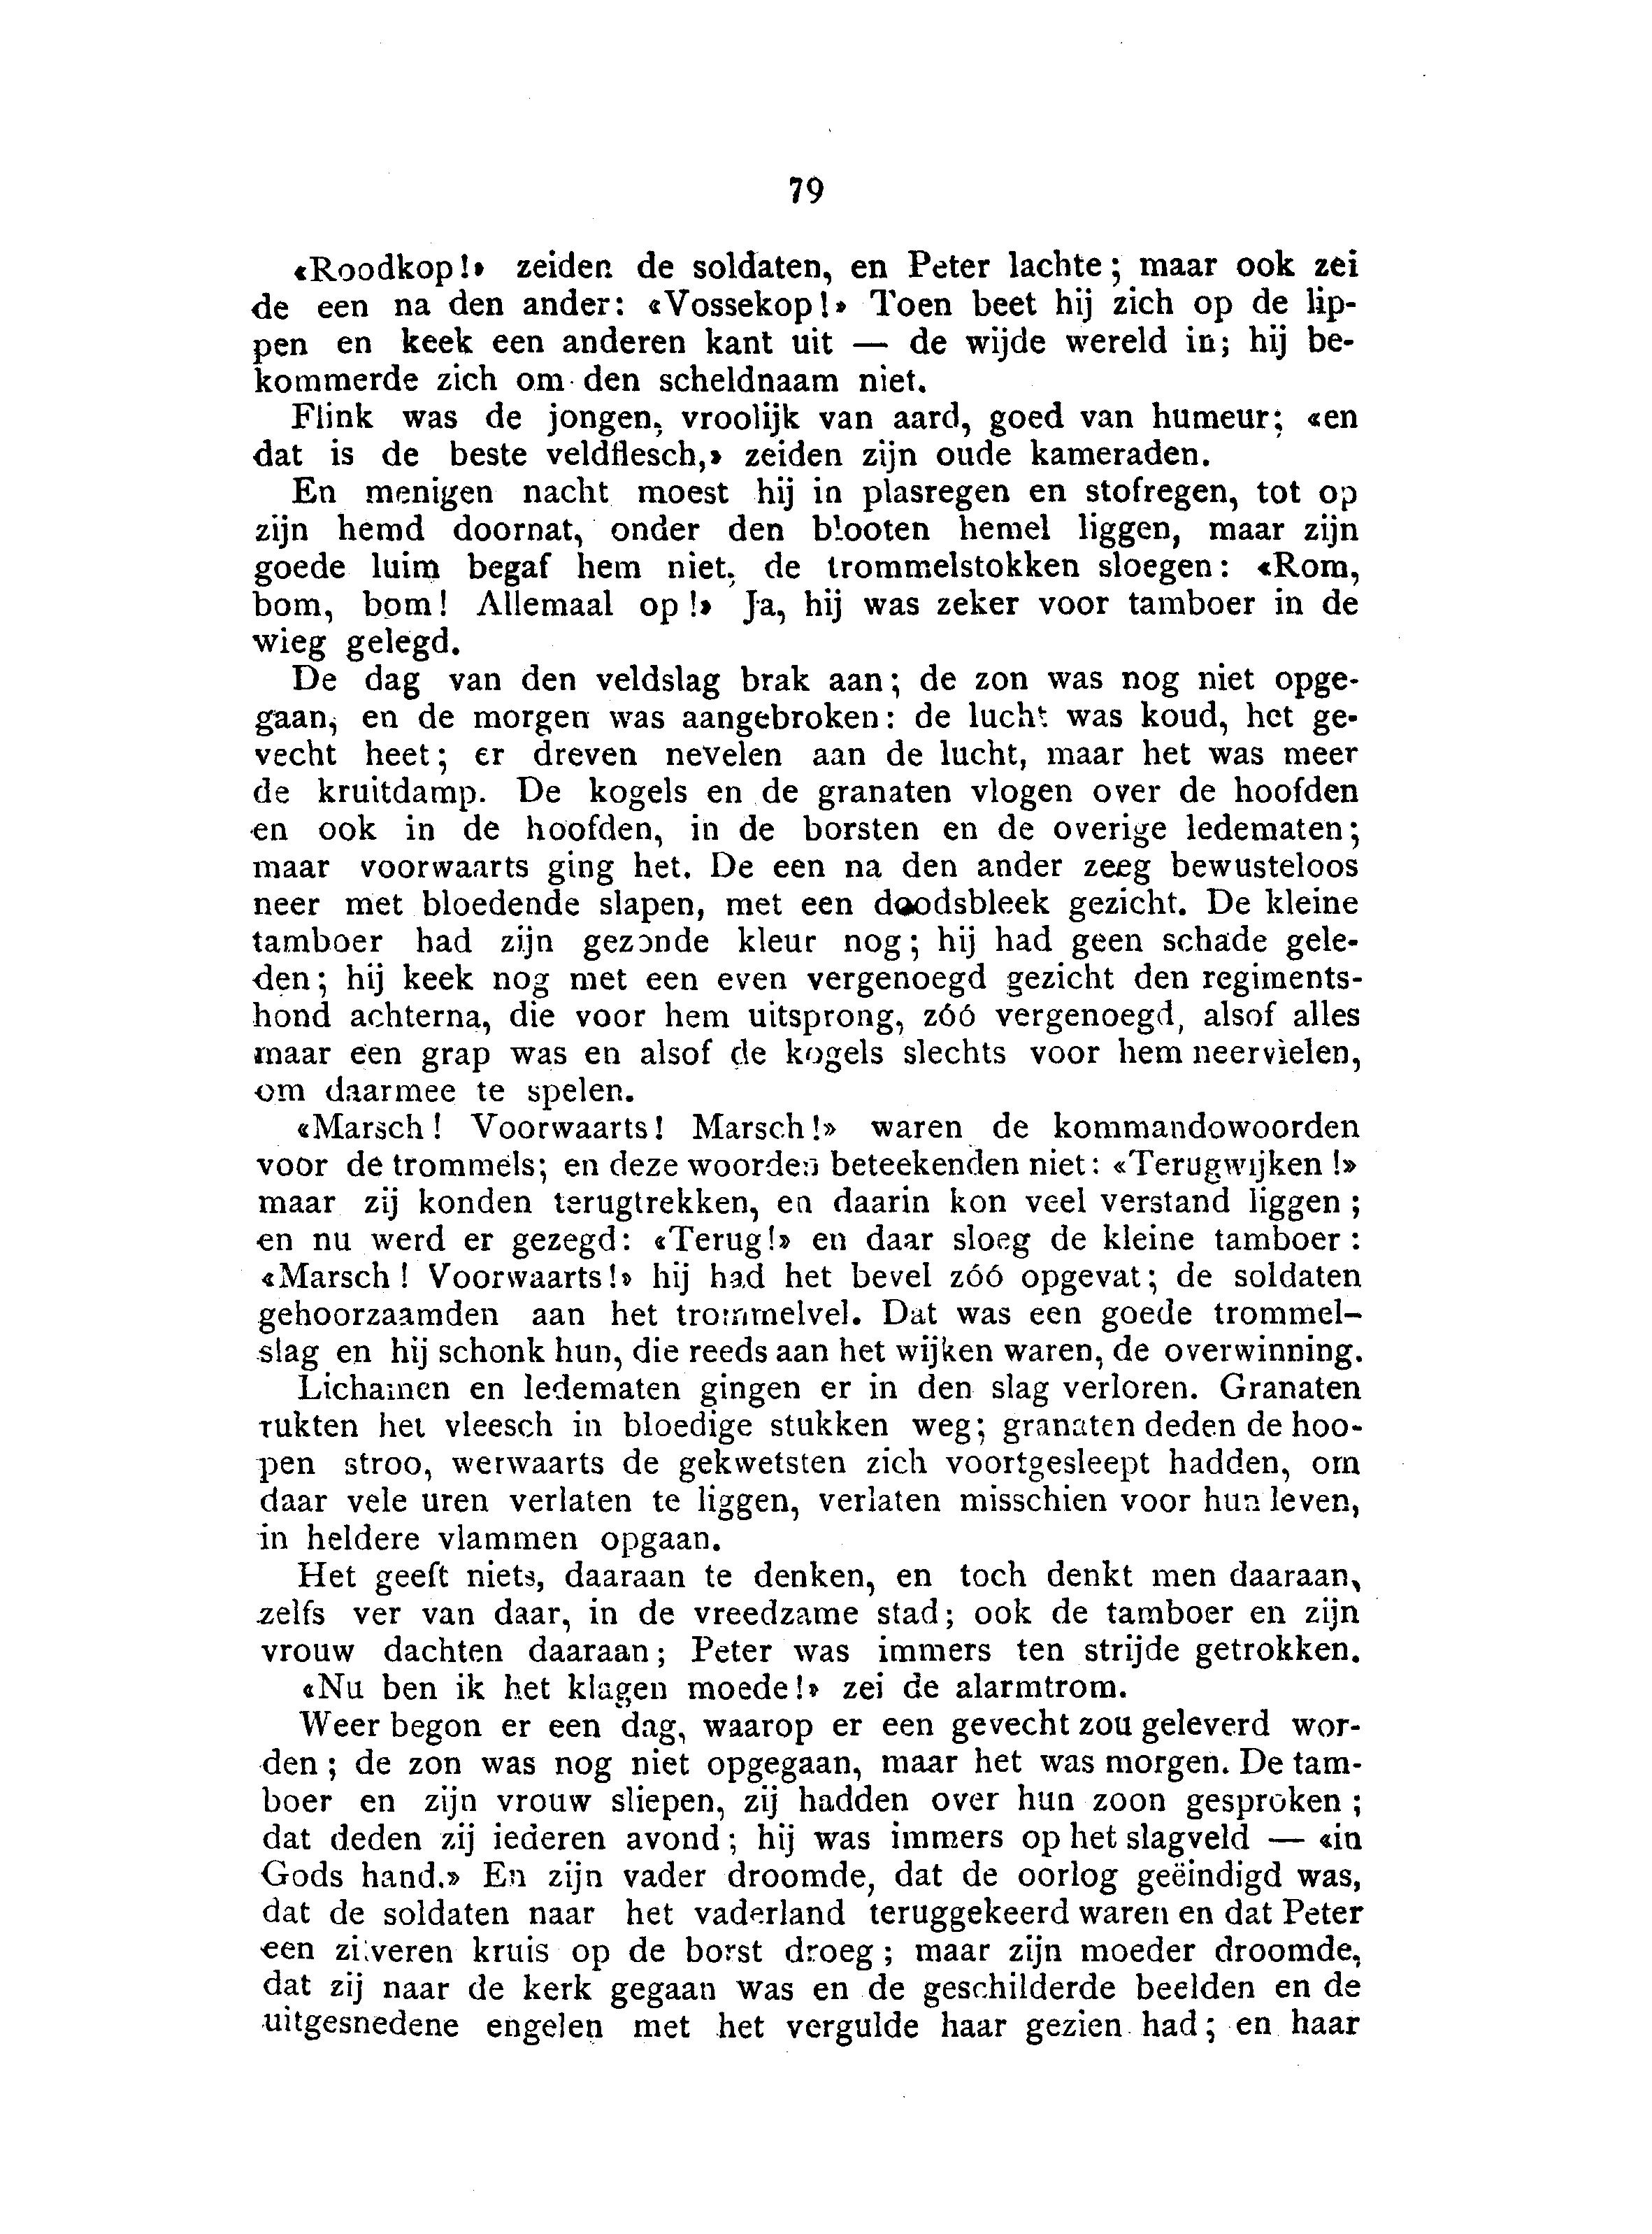 79
«Roodkop!» zeiden de soldaten, en Peter lachte; maar ook zei
de een na den ander: «Vossekop!» Toen beet hij zich op de lip-
pen en keek een anderen kant uit — de wijde wereld in; hij be-
kommerde zich om den scheldnaam niet.
Flink was de jongen, vroolijk van aard, goed van humeur; «en
dat is de beste veldflesch,» zeiden zijn oude kameraden.
En menigen nacht moest hij in plasregen en stofregen, tot op
zijn hemd doornat, onder den blooten hemel liggen, maar zijn
goede luim begaf hem niet, de trommelstokken sloegen: «Rom,
bom, bom! Allemaal op!» Ja, hij was zeker voor tamboer in de
wieg gelegd.
De dag van den veldslag brak aan; de zon was nog niet opge-
gaan, en de morgen was aangebroken: de lucht was koud, het ge-
vecht heet; er dreven nevelen aan de lucht, maar het was meer
de kruitdamp. De kogels en de granaten vlogen over de hoofden
en ook in de hoofden, in de borsten en de overige ledematen;
maar voorwaarts ging het. De een na den ander zeeg bewusteloos
neer met bloedende slapen, met een doodsbleek gezicht. De kleine
tamboer had zijn gezonde kleur nog; hij had geen schade gele-
den; hij keek nog met een even vergenoegd gezicht den regiments-
hond achterna, die voor hem uitsprong, zóó vergenoegd, alsof alles
maar een grap was en alsof de kogels slechts voor hem neervielen,
om daarmee te spelen.
«Marsch! Voorwaarts! Marsch!» waren de kommandowoorden
voor de trommels; en deze woorden beteekenden niet: «Terugwijken!»
maar zij konden terugtrekken, en daarin kon veel verstand liggen;
en nu werd er gezegd: «Terug!» en daar sloeg de kleine tamboer:
«Marsch! Voorwaarts!» hij had het bevel zóó opgevat; de soldaten
gehoorzaamden aan het trommelvel. Dat was een goede trommel-
slag en hij schonk hun, die reeds aan het wijken waren, de overwinning.
Lichamen en ledematen gingen er in den slag verloren. Granaten
rukten het vleesch in bloedige stukken weg; granaten deden de hoo-
pen stroo, werwaarts de gekwetsten zich voortgesleept hadden, om
daar vele uren verlaten te liggen, verlaten misschien voor hun leven,
in heldere vlammen opgaan.
Het geeft niets, daaraan te denken, en toch denkt men daaraan,
zelfs ver van daar, in de vreedzame stad; ook de tamboer en zijn
vrouw dachten daaraan; Peter was immers ten strijde getrokken.
«Nu ben ik het klagen moede!» zei de alarmtrom.
Weer begon er een dag, waarop er een gevecht zou geleverd wor-
den; de zon was nog niet opgegaan, maar het was morgen. De tam-
boer en zijn vrouw sliepen, zij hadden over hun zoon gesproken;
dat deden zij iederen avond; hij was immers op het slagveld — «in
Gods hand.» En zijn vader droomde, dat de oorlog geëindigd was,
dat de soldaten naar het vaderland teruggekeerd waren en dat Peter
een zilveren kruis op de borst droeg; maar zijn moeder droomde,
dat zij naar de kerk gegaan was en de geschilderde beelden en de
uitgesnedene engelen met het vergulde haar gezien had; en haar